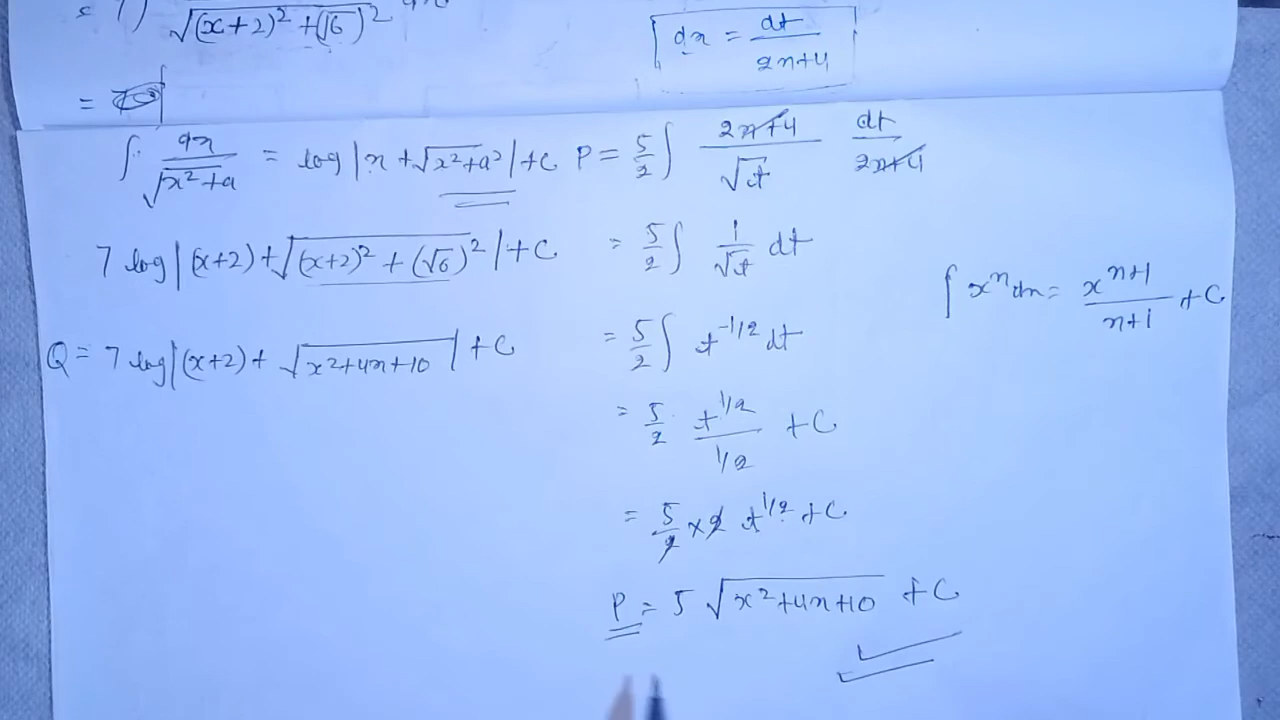 = 7 ∫ 1/√((x+2)² + (√6)²) dx
dx = dt/(2x+4)
=
∫ dx/√(x²+a = log|x + √(x²+a²)| + C
7 log|(x+2) + √((x+2)² + (√6)²)| + C
Q = 7 log|(x+2) + √(x²+4x+10)| + C
P = 5/2 ∫ (2x+4)/√t dt/(2x+4)
= 5/2 ∫ 1/√t dt
= 5/2 ∫ t^(-1/2) dt
= 5/2 t^(1/2)/(1/2) + C
= 5/2 × 2 t^(1/2) + C
P = 5 √(x²+4x+10) + C
∫ xⁿ dx = x^(n+1)/(n+1) + C